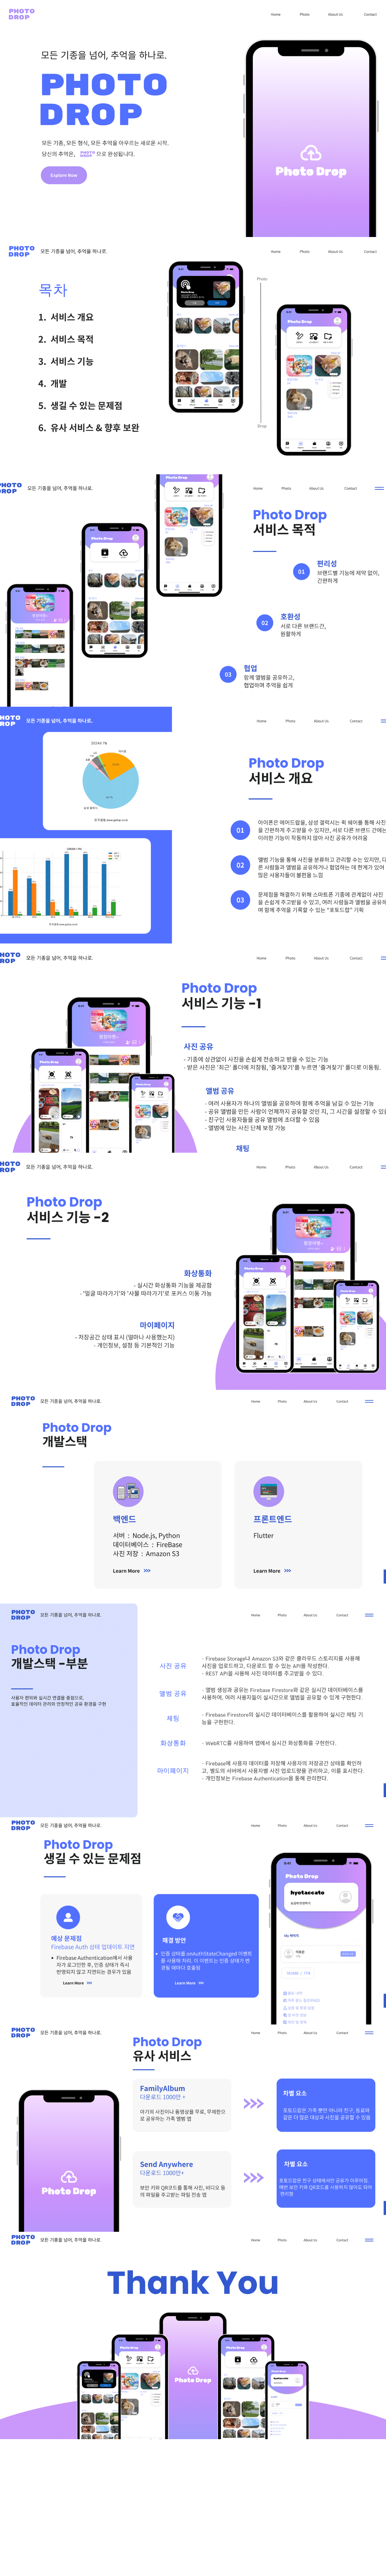 PHOTO
DROP
Home Photo About Us Contact
모든 기종을 넘어, 추억을 하나로.
PHOTO
DROP
모든 기종, 모든 형식, 모든 추억을 아우르는 새로운 시작.
당신의 추억은, PHOTO DROP 으로 완성됩니다.
Explore Now
Photo Drop
PHOTO
DROP
모든 기종을 넘어, 추억을 하나로.
Home Photo About Us Contact
목차
1. 서비스 개요
2. 서비스 목적
3. 서비스 기능
4. 개발
5. 생길 수 있는 문제점
6. 유사 서비스 & 향후 보완
Photo
Drop
Photo Drop
HOTO
ROP
모든 기종을 넘어, 추억을 하나로.
Home Photo About Us Contact
Photo Drop
서비스 목적
01
편리성
브랜드별 기능에 제약 없이,
간편하게
02
호환성
서로 다른 브랜드간,
원활하게
03
협업
함께 앨범을 공유하고,
협업하며 추억을 쉽게
HOTO
ROP
모든 기종을 넘어, 추억을 하나로.
Home Photo About Us Contact
Photo Drop
서비스 개요
01
아이폰은 에어드랍을, 삼성 갤럭시는 퀵 쉐어를 통해 사진
을 간편하게 주고받을 수 있지만, 서로 다른 브랜드 간에는
이러한 기능이 작동하지 않아 사진 공유가 어려움
02
앨범 기능을 통해 사진을 분류하고 관리할 수는 있지만, 다
른 사람들과 앨범을 공유하거나 협업하는 데 한계가 있어
많은 사용자들이 불편을 느낌
03
문제점을 해결하기 위해 스마트폰 기종에 관계없이 사진
을 손쉽게 주고받을 수 있고, 여러 사람들과 앨범을 공유하
며 함께 추억을 기록할 수 있는 "포토드랍" 기획
HOTO
ROP
모든 기종을 넘어, 추억을 하나로.
Home Photo About Us Contact
Photo Drop
서비스 기능 -1
사진 공유
- 기종에 상관없이 사진을 손쉽게 전송하고 받을 수 있는 기능
- 받은 사진은 '최근' 폴더에 저장됨, '즐겨찾기'를 누르면 '즐겨찾기' 폴더로 이동됨.
앨범 공유
- 여러 사용자가 하나의 앨범을 공유하며 함께 추억을 남길 수 있는 기능
- 공유 앨범을 만든 사람이 언제까지 공유할 것인 지, 그 시간을 설정할 수 있음
- 친구인 사용자들을 공유 앨범에 초대할 수 있음
- 앨범에 있는 사진 단체 보정 가능
채팅
HOTO
ROP
모든 기종을 넘어, 추억을 하나로.
Home Photo About Us Contact
Photo Drop
서비스 기능 -2
화상통화
- 실시간 화상통화 기능을 제공함
- '얼굴 따라가기'와 '사물 따라가기'로 포커스 이동 가능
마이페이지
- 저장공간 상태 표시 (얼마나 사용했는지)
- 개인정보, 설정 등 기본적인 기능
PHOTO
DROP
모든 기종을 넘어, 추억을 하나로.
Home Photo About Us Contact
Photo Drop
개발스택
백엔드
서버 : Node.js, Python
데이터베이스 : FireBase
사진 저장 : Amazon S3
Learn More
프론트엔드
Flutter
Learn More
PHOTO
DROP
모든 기종을 넘어, 추억을 하나로.
Home Photo About Us Contact
Photo Drop
개발스택 -부분
사용자 편의와 실시간 연결을 중점으로,
효율적인 데이터 관리와 안정적인 공유 환경을 구현
사진 공유
- Firebase Storage나 Amazon S3와 같은 클라우드 스토리지를 사용해
사진을 업로드하고, 다운로드 할 수 있는 API를 작성한다.
- REST API를 사용해 사진 데이터를 주고받을 수 있다.
앨범 공유
- 앨범 생성과 공유는 Firebase Firestore와 같은 실시간 데이터베이스를
사용하여, 여러 사용자들이 실시간으로 앨범을 공유할 수 있게 구현한다.
채팅
- Firebase Firestore의 실시간 데이터베이스를 활용하여 실시간 채팅 기
능을 구현한다.
화상통화
- WebRTC를 사용하여 앱에서 실시간 화상통화를 구현한다.
마이페이지
- Firebase에 사용자 데이터를 저장해 사용자의 저장공간 상태를 확인하
고, 별도의 서버에서 사용자별 사진 업로드량을 관리하고, 이를 표시한다.
- 개인정보는 Firebase Authentication를 통해 관리한다.
PHOTO
DROP
모든 기종을 넘어, 추억을 하나로.
Home Photo About Us Contact
Photo Drop
생길 수 있는 문제점
예상 문제점
Firebase Auth 상태 업데이트 지연
• Firebase Authentication에서 사용
자가 로그인한 후, 인증 상태가 즉시
반영되지 않고 지연되는 경우가 있음
Learn More
해결 방안
• 인증 상태를 onAuthStateChanged 이벤트
를 사용해 처리, 이 이벤트는 인증 상태가 변
경될 때마다 호출됨
Learn More
Photo Drop
hyotaccato
PHOTO
DROP
모든 기종을 넘어, 추억을 하나로.
Home Photo About Us Contact
Photo Drop
유사 서비스
FamilyAlbum
다운로드 1000만 +
아기의 사진이나 동영상을 무료, 무제한으
로 공유하는 가족 앨범 앱
차별 요소
포토드랍은 가족 뿐만 아니라 친구, 동료와
같은 더 많은 대상과 사진을 공유할 수 있음
Send Anywhere
다운로드 1000만+
보안 키와 QR코드를 통해 사진, 비디오 등
의 파일을 주고받는 파일 전송 앱
차별 요소
포토드랍은 친구 상태에서만 공유가 이루어짐.
매번 보안 키와 QR코드를 사용하지 않아도 되어
편리함
Photo Drop
PHOTO
DROP
모든 기종을 넘어, 추억을 하나로.
Home Photo About Us Contact
Thank You
Photo Drop